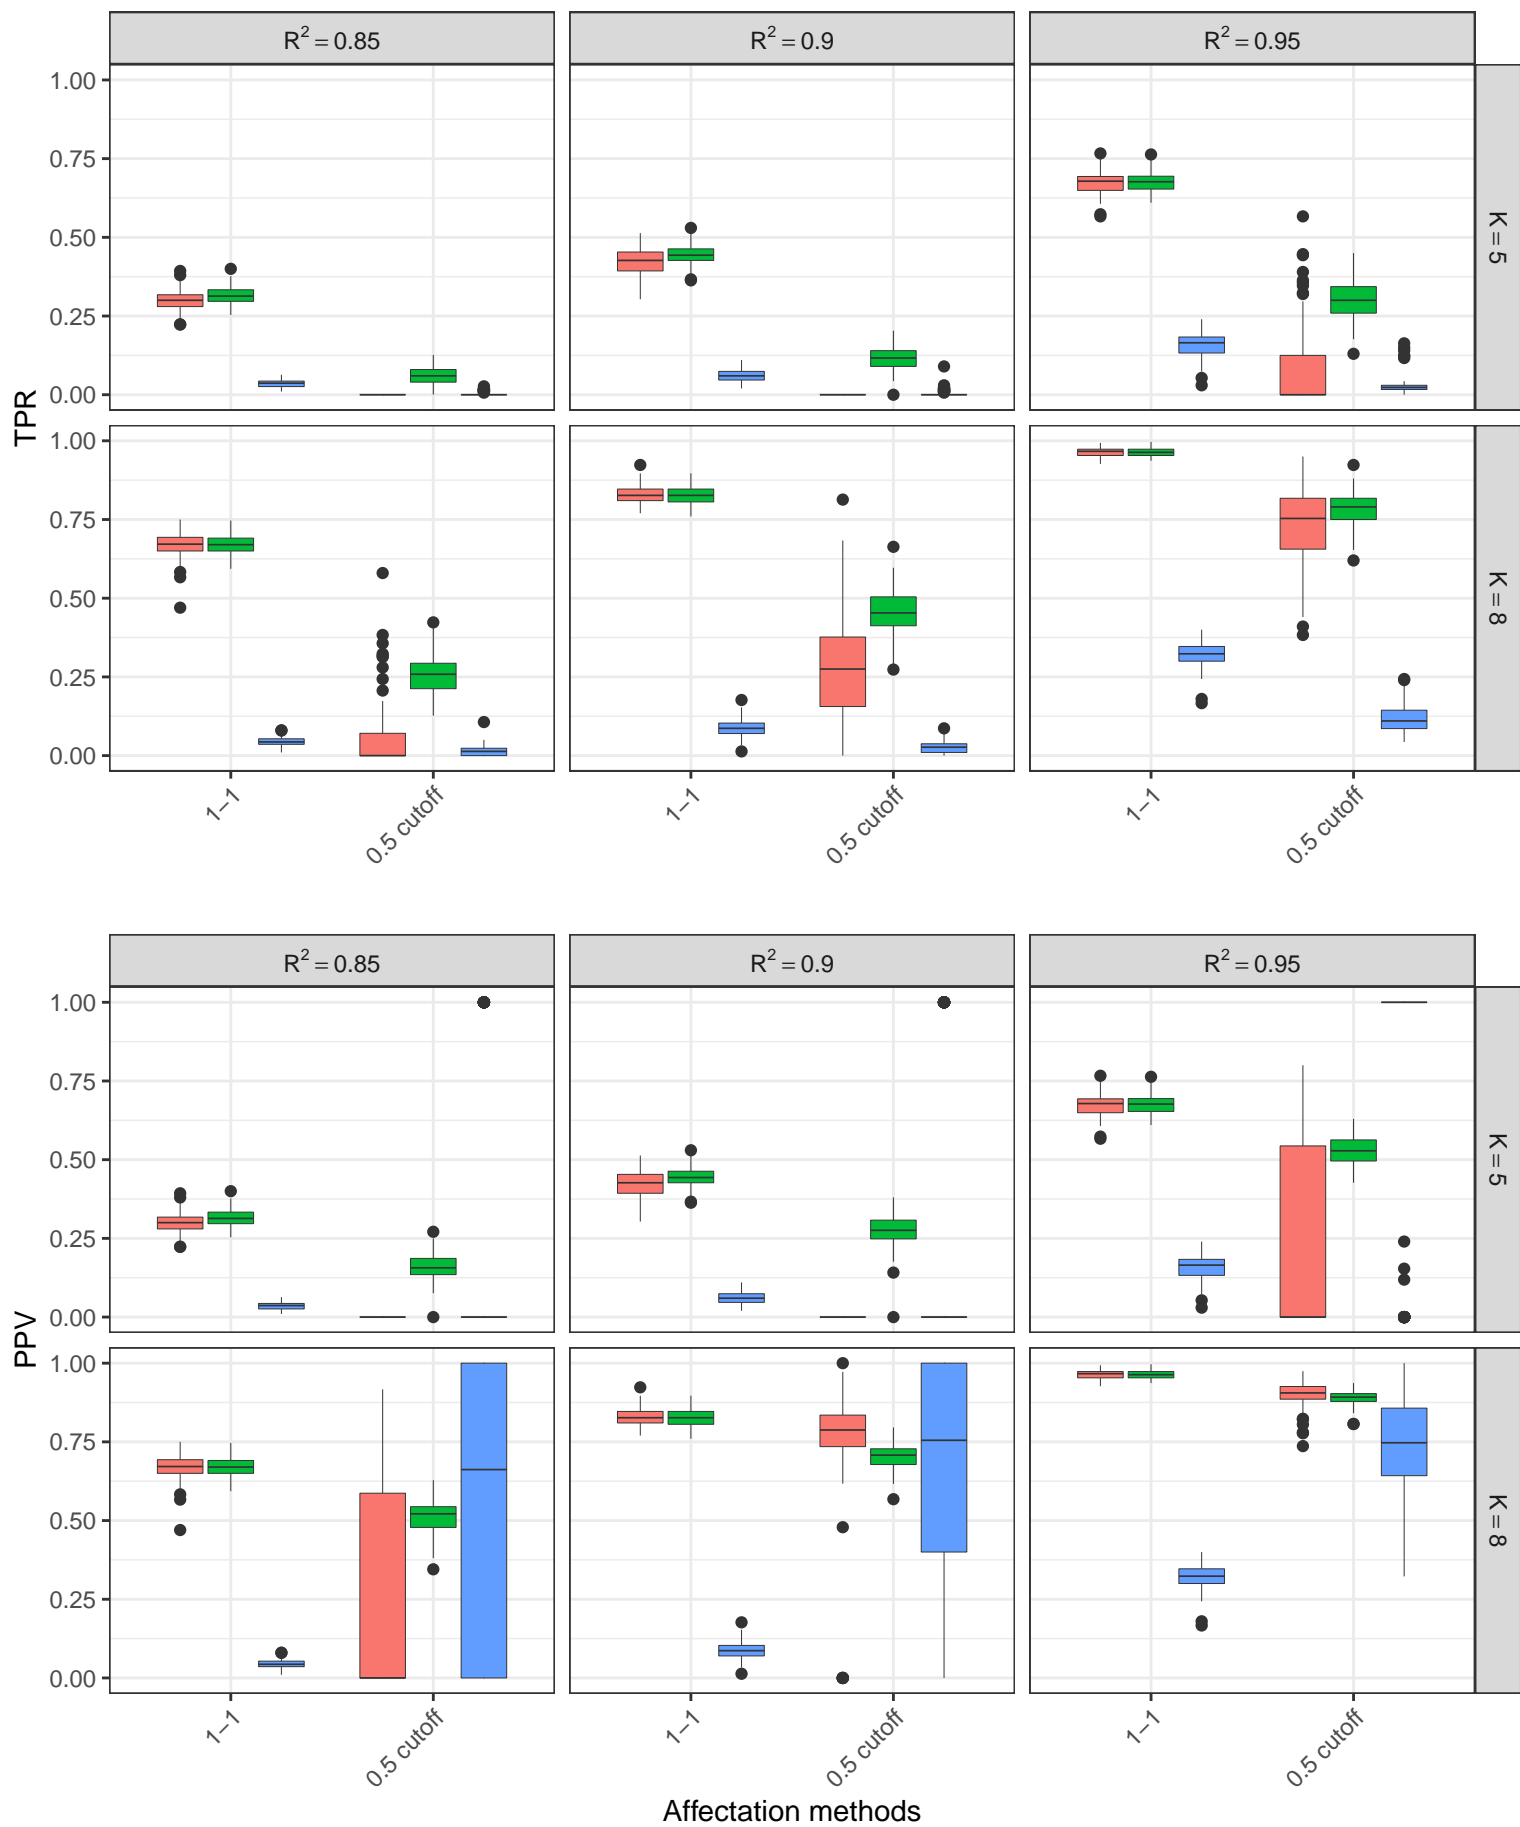 R² = 0.85 R² = 0.9 R² = 0.95
1.00
0.75
0.50
0.25
0.00
K = 5
TPR
1.00
0.75
0.50
0.25
0.00
K = 8
1−1 0.5 cutoff 1−1 0.5 cutoff 1−1 0.5 cutoff
R² = 0.85 R² = 0.9 R² = 0.95
1.00
0.75
0.50
0.25
0.00
K = 5
PPV
1.00
0.75
0.50
0.25
0.00
K = 8
1−1 0.5 cutoff 1−1 0.5 cutoff 1−1 0.5 cutoff
Affectation methods